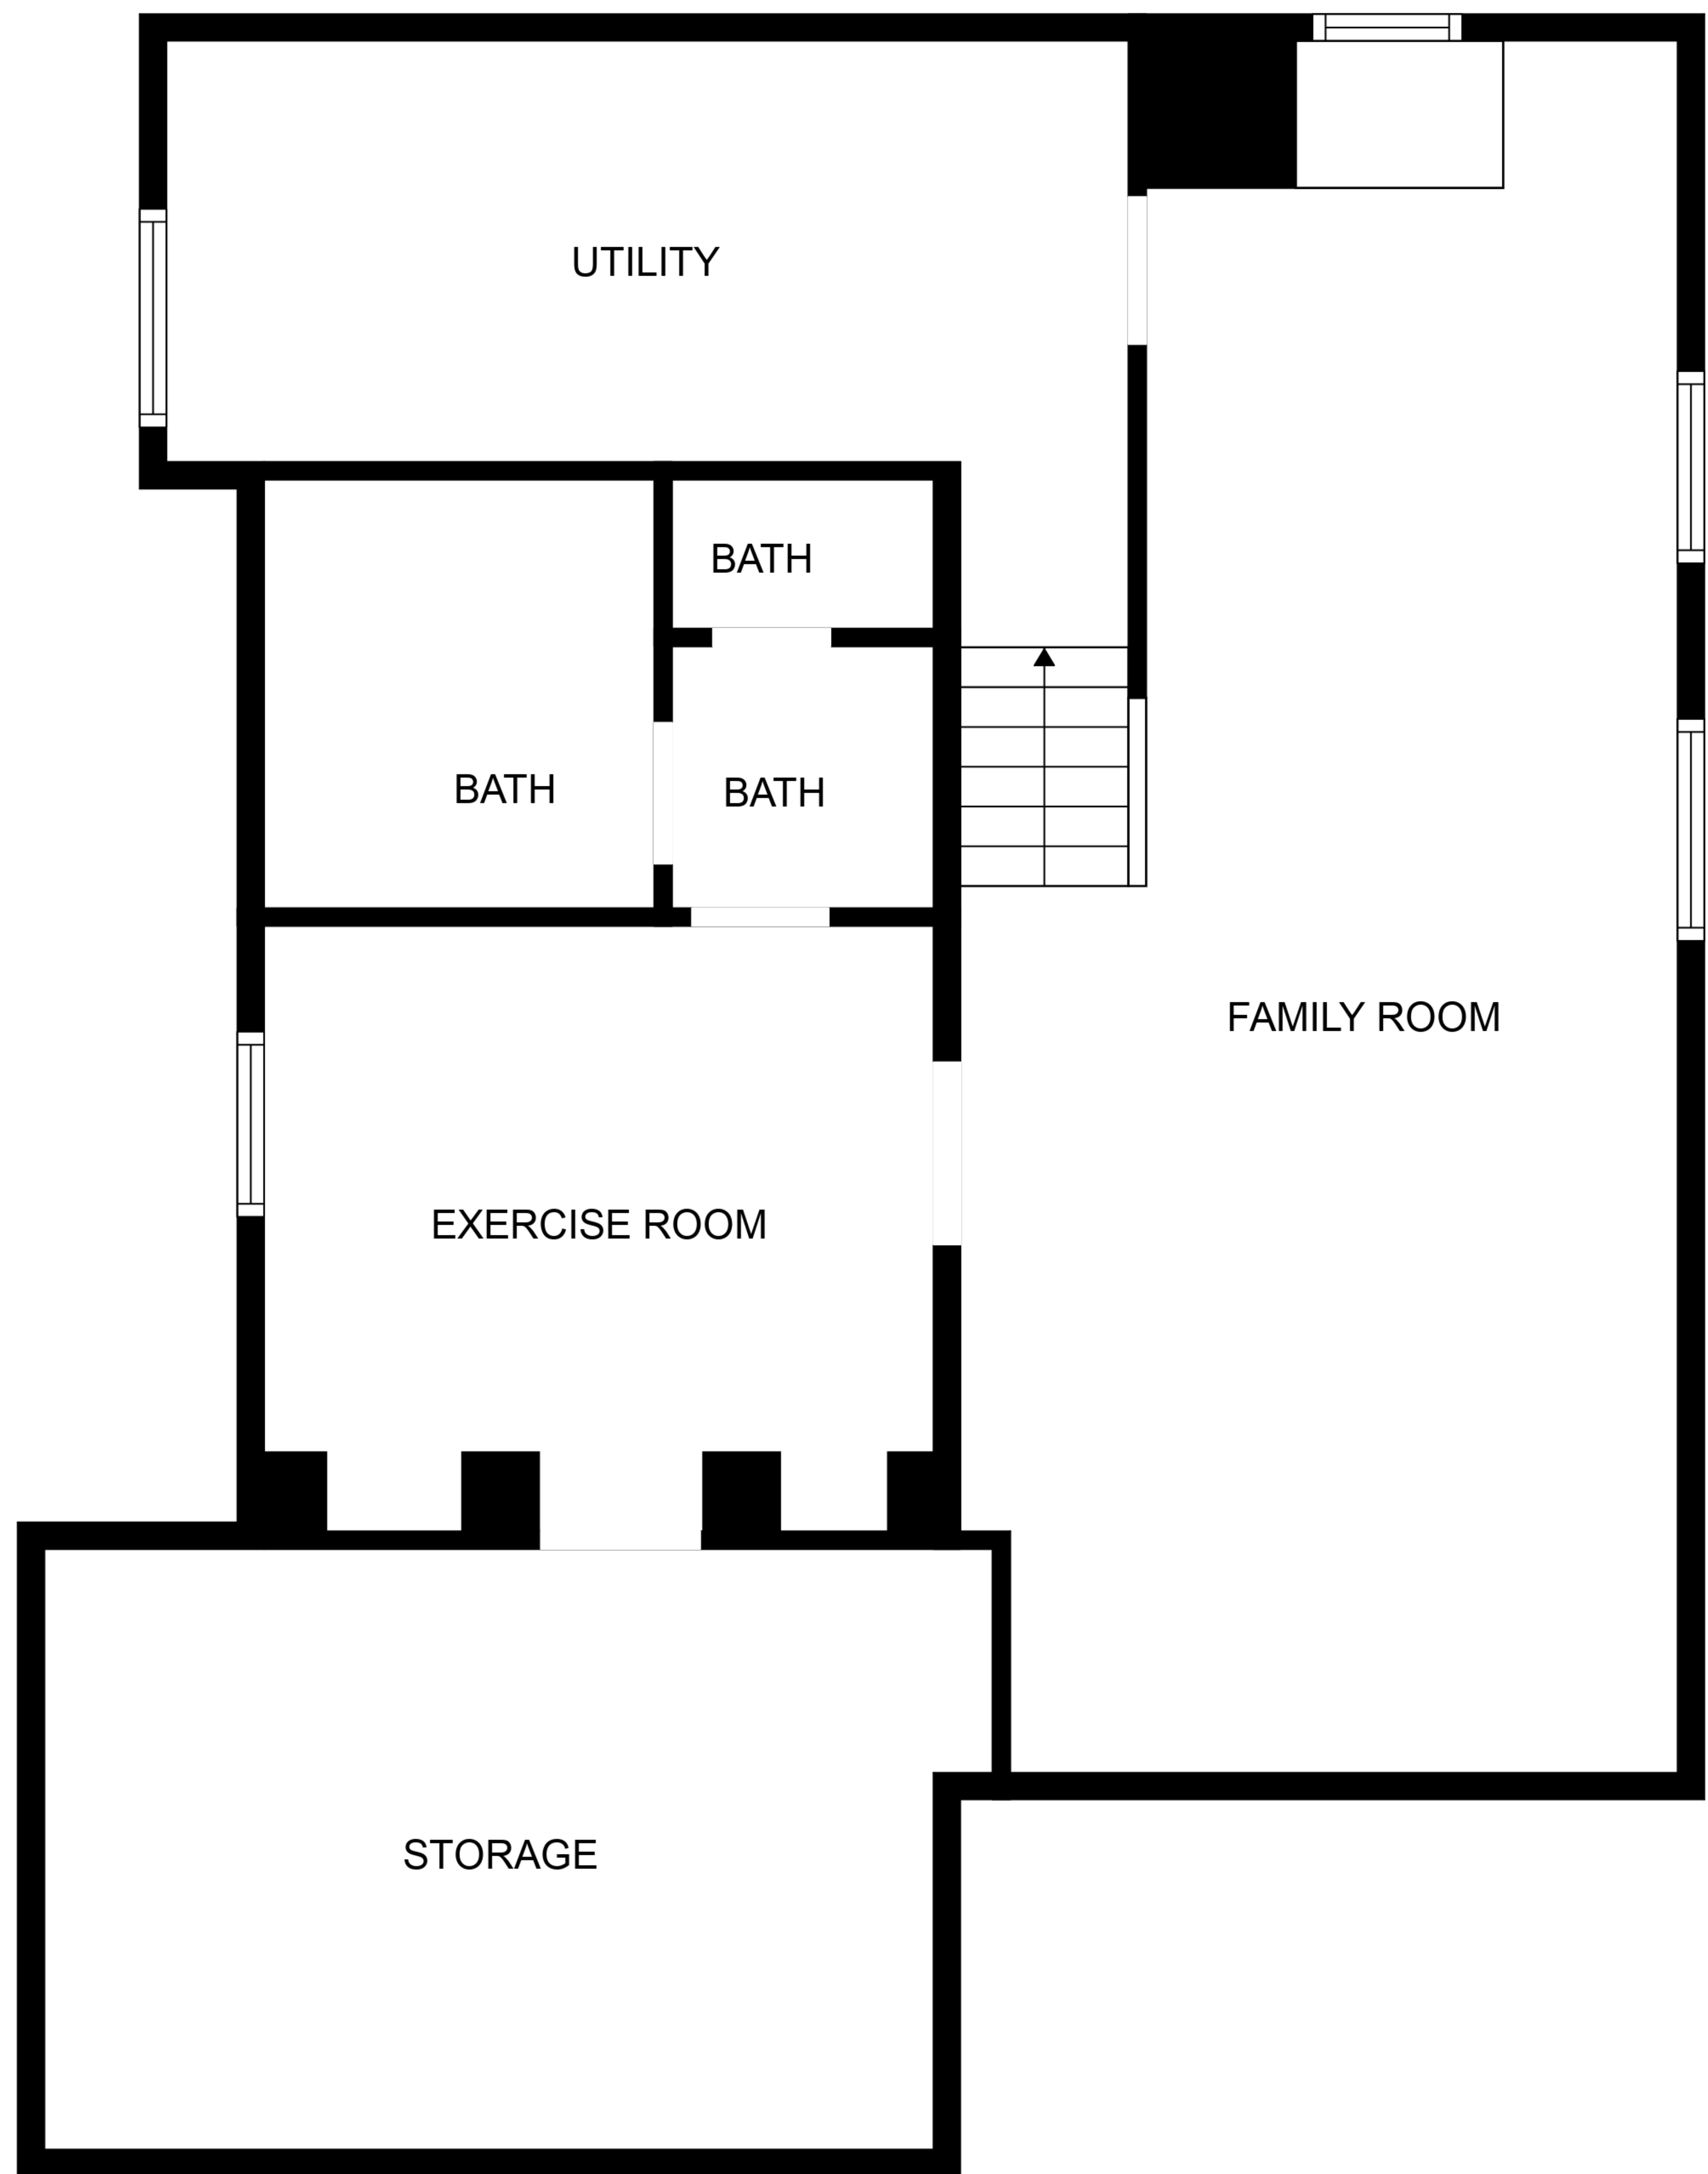 UTILITY
BATH
BATH
BATH
FAMILY ROOM
EXERCISE ROOM
STORAGE